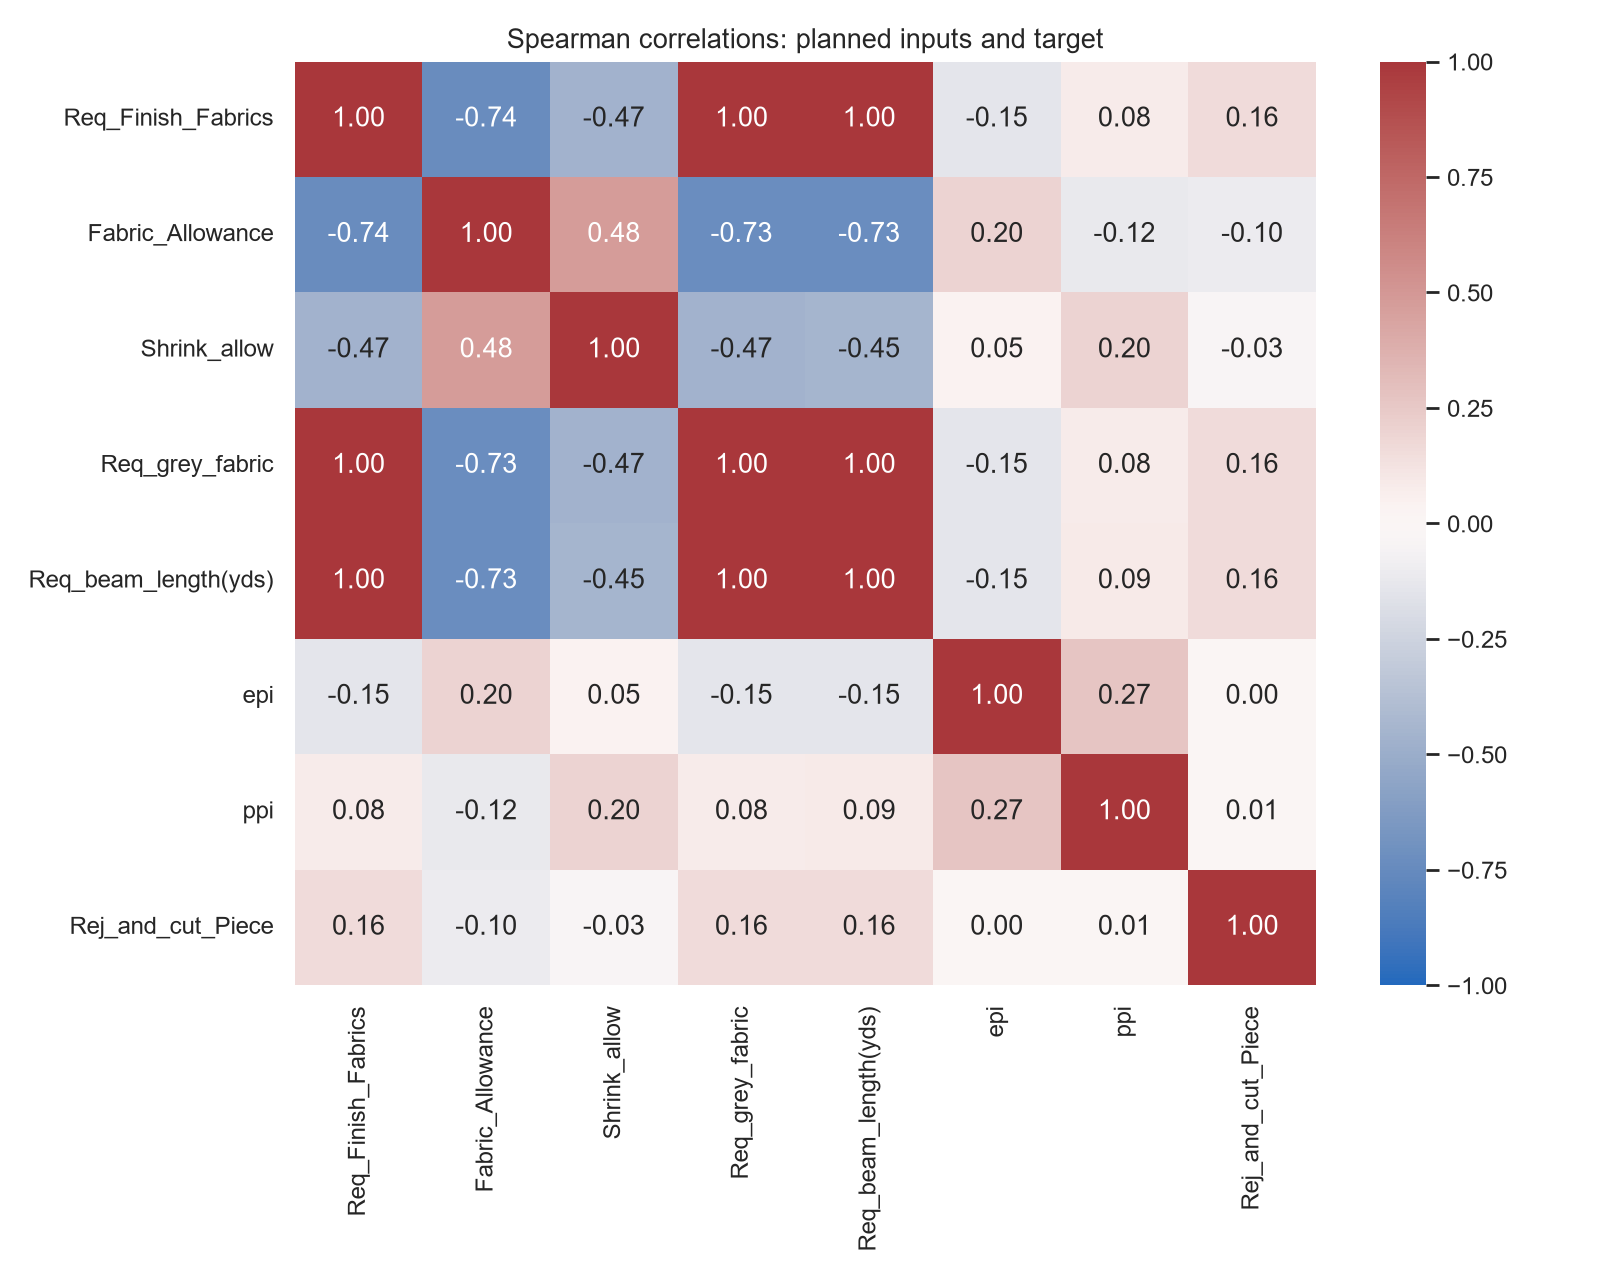 Spearman correlations: planned inputs and target
Req_Finish_Fabrics 1.00 -0.74 -0.47 1.00 1.00 -0.15 0.08 0.16
Fabric_Allowance -0.74 1.00 0.48 -0.73 -0.73 0.20 -0.12 -0.10
Shrink_allow -0.47 0.48 1.00 -0.47 -0.45 0.05 0.20 -0.03
Req_grey_fabric 1.00 -0.73 -0.47 1.00 1.00 -0.15 0.08 0.16
Req_beam_length(yds) 1.00 -0.73 -0.45 1.00 1.00 -0.15 0.09 0.16
epi -0.15 0.20 0.05 -0.15 -0.15 1.00 0.27 0.00
ppi 0.08 -0.12 0.20 0.08 0.09 0.27 1.00 0.01
Rej_and_cut_Piece 0.16 -0.10 -0.03 0.16 0.16 0.00 0.01 1.00
Req_Finish_Fabrics
Fabric_Allowance
Shrink_allow
Req_grey_fabric
Req_beam_length(yds)
epi
ppi
Rej_and_cut_Piece
1.00
0.75
0.50
0.25
0.00
−0.25
−0.50
−0.75
−1.00